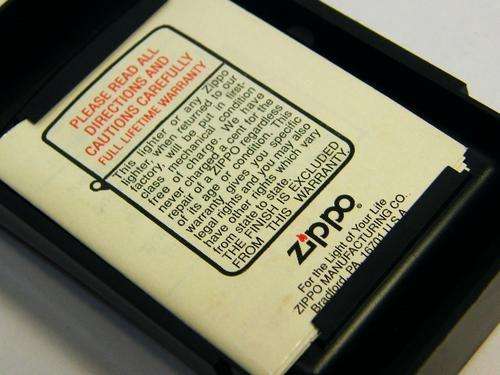 PLEASE READ ALL
DIRECTIONS AND
CAUTIONS CAREFULLY
FULL LIFETIME WARRANTY
This lighter or any Zippo
lighter, when returned to our
factory, will be put in first-
class mechanical condition
free of charge. We have
never charged a cent for the
repair of a ZIPPO regardless
of its age or condition. This
warranty gives you specific
legal rights and you may also
have other rights which vary
from state to state.
THE FINISH IS EXCLUDED
FROM THIS WARRANTY.
zippo®
For the Light of Your Life
ZIPPO MANUFACTURING CO.
Bradford, PA. 16701 U.S.A.